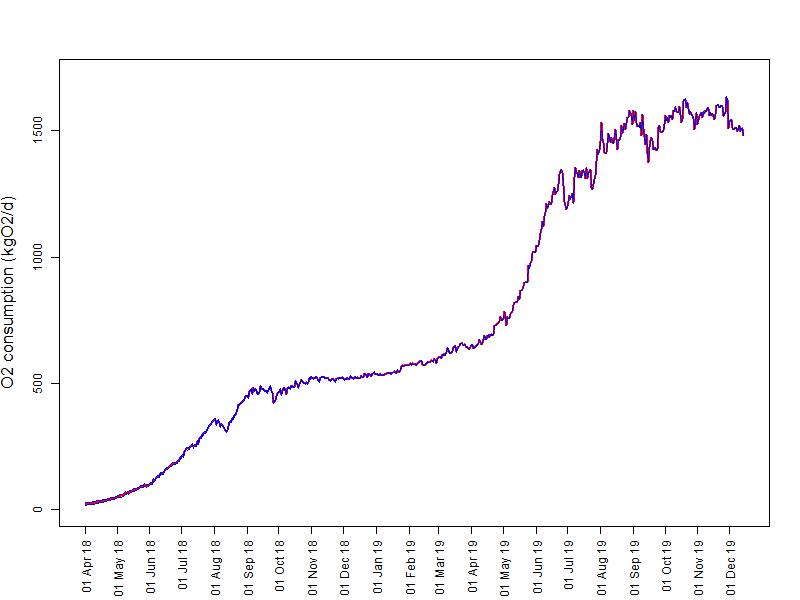 O2 consumption (kgO2/d)
1500
1000
500
0
01 Apr 18
01 May 18
01 Jun 18
01 Jul 18
01 Aug 18
01 Sep 18
01 Oct 18
01 Nov 18
01 Dec 18
01 Jan 19
01 Feb 19
01 Mar 19
01 Apr 19
01 May 19
01 Jun 19
01 Jul 19
01 Aug 19
01 Sep 19
01 Oct 19
01 Nov 19
01 Dec 19